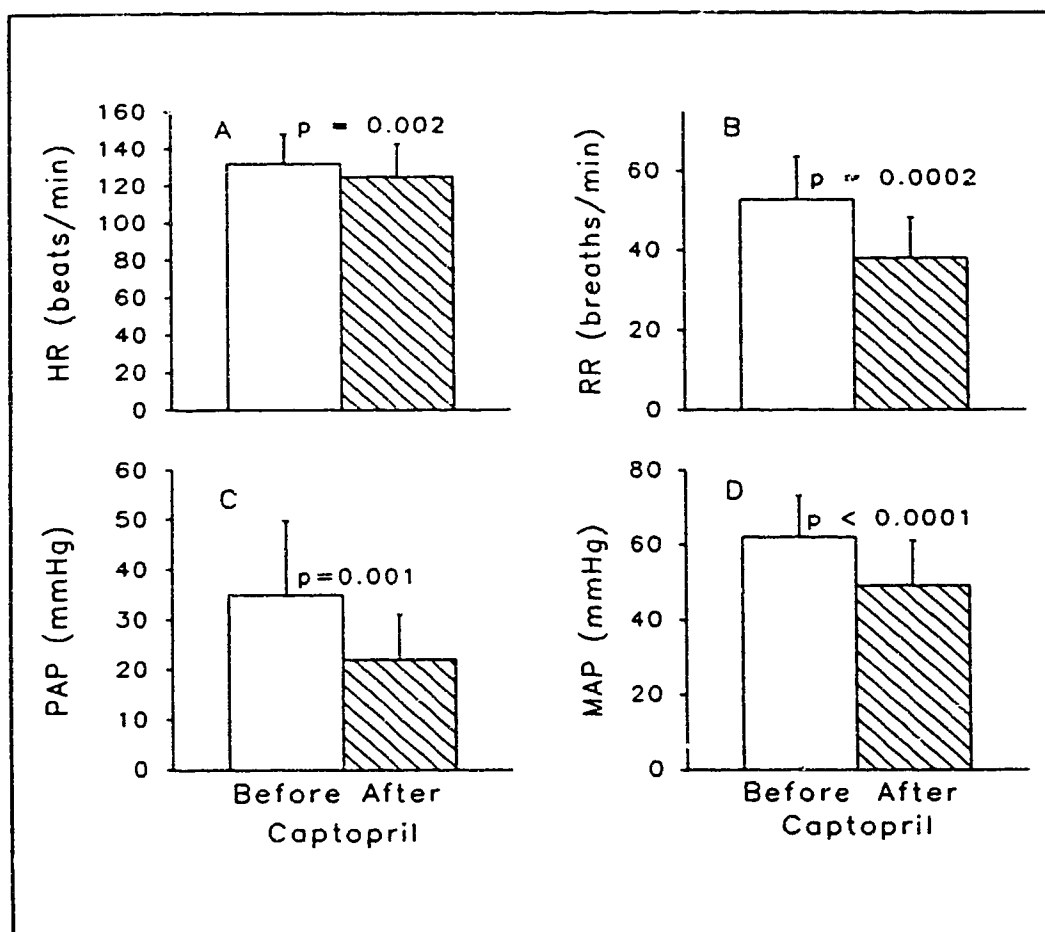 A
p = 0.002
HR (beats/min)
160
140
120
100
80
60
40
20
0
B
p = 0.0002
RR (breaths/min)
60
40
20
0
C
p=0.001
PAP (mmHg)
60
50
40
30
20
10
0
Before After
Captopril
D
p < 0.0001
MAP (mmHg)
80
60
40
20
0
Before After
Captopril